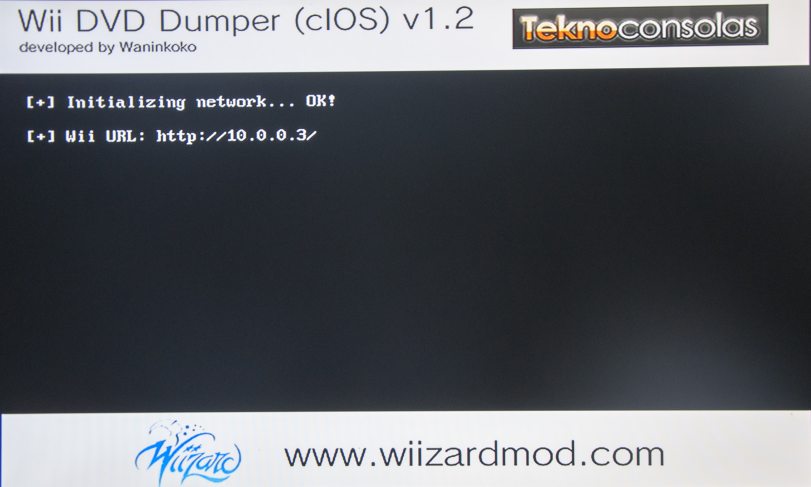 Wii DVD Dumper (cIOS) v1.2
Teknoconsolas
developed by Waninkoko
[+] Initializing network... OK!
[+] Wii URL: http://10.0.0.3/
Wiizard
www.wiizardmod.com